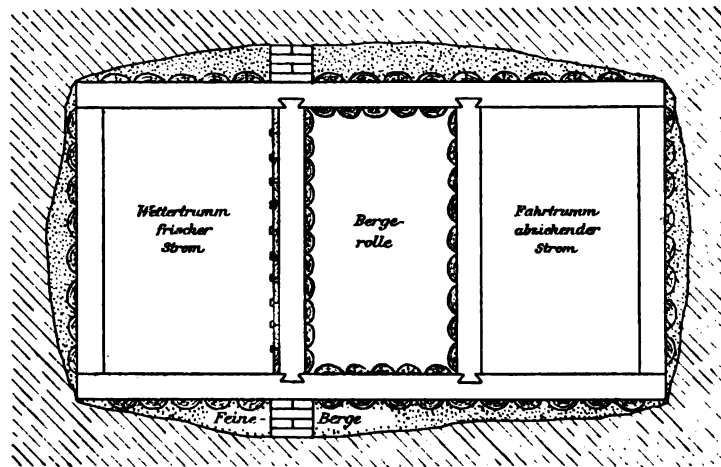 Wettertrumm
frischer
Strom
Berge-
rolle
Fahrtrumm
abziehender
Strom
Feine - Berge